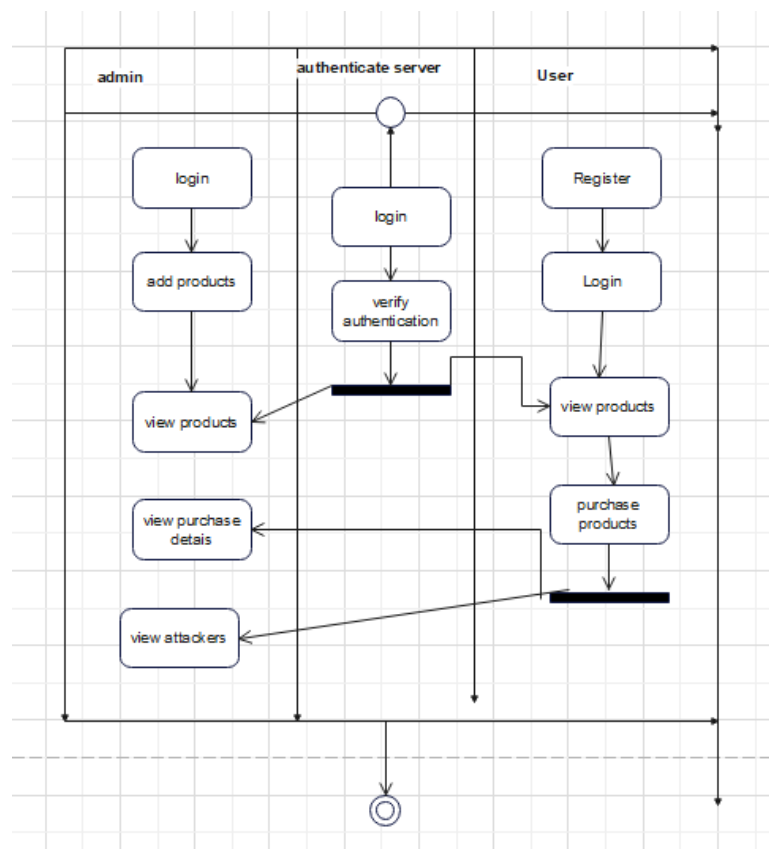 admin
authenticate server
User
login
add products
view products
view purchase
detais
view attackers
login
verify
authentication
Register
Login
view products
purchase
products